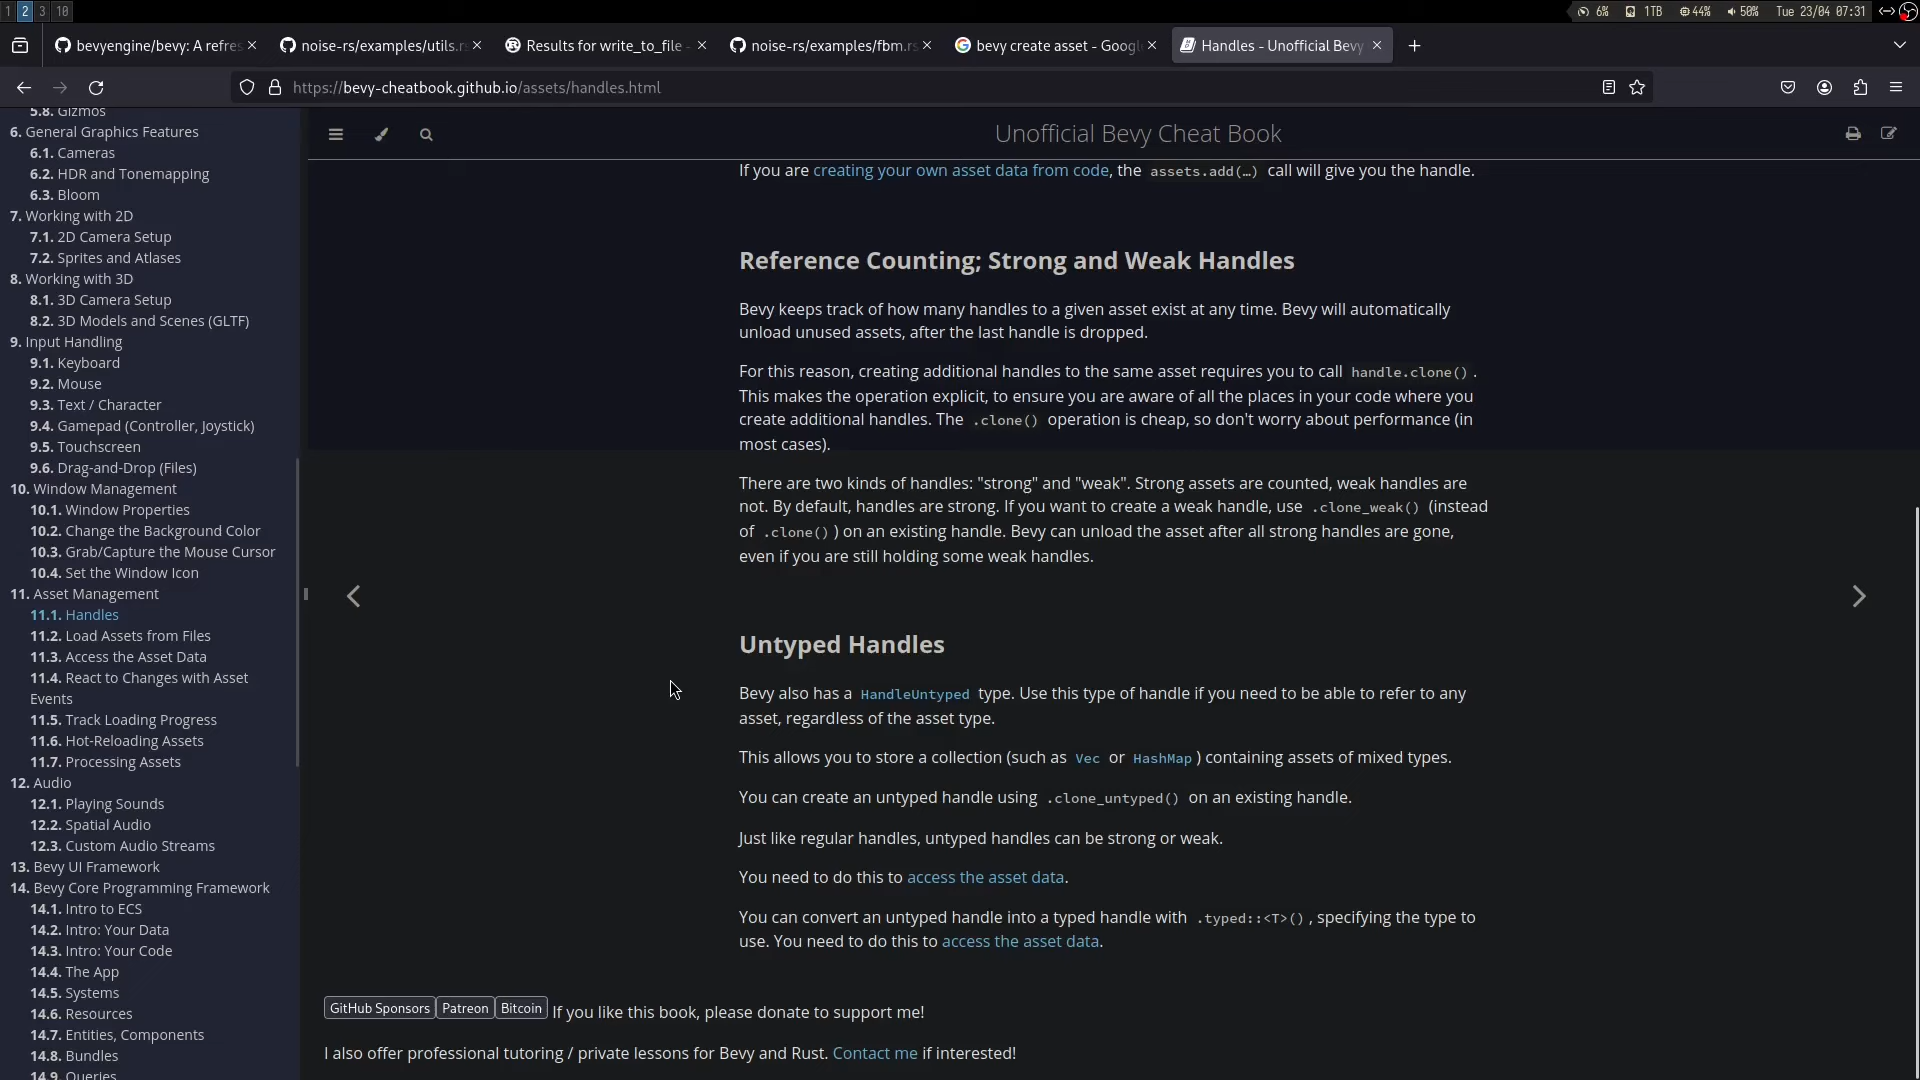 1 2 3 10
6% 1TB 44% 50% Tue 23/04 07:31
bevyengine/bevy: A refres
noise-rs/examples/utils.rs
Results for write_to_file -
noise-rs/examples/fbm.rs
bevy create asset - Googl
Handles - Unofficial Bevy
https://bevy-cheatbook.github.io/assets/handles.html
5.8. Gizmos
6. General Graphics Features
6.1. Cameras
6.2. HDR and Tonemapping
6.3. Bloom
7. Working with 2D
7.1. 2D Camera Setup
7.2. Sprites and Atlases
8. Working with 3D
8.1. 3D Camera Setup
8.2. 3D Models and Scenes (GLTF)
9. Input Handling
9.1. Keyboard
9.2. Mouse
9.3. Text / Character
9.4. Gamepad (Controller, Joystick)
9.5. Touchscreen
9.6. Drag-and-Drop (Files)
10. Window Management
10.1. Window Properties
10.2. Change the Background Color
10.3. Grab/Capture the Mouse Cursor
10.4. Set the Window Icon
11. Asset Management
11.1. Handles
11.2. Load Assets from Files
11.3. Access the Asset Data
11.4. React to Changes with Asset
Events
11.5. Track Loading Progress
11.6. Hot-Reloading Assets
11.7. Processing Assets
12. Audio
12.1. Playing Sounds
12.2. Spatial Audio
12.3. Custom Audio Streams
13. Bevy UI Framework
14. Bevy Core Programming Framework
14.1. Intro to ECS
14.2. Intro: Your Data
14.3. Intro: Your Code
14.4. The App
14.5. Systems
14.6. Resources
14.7. Entities, Components
14.8. Bundles
14.9. Queries
Unofficial Bevy Cheat Book
If you are creating your own asset data from code, the assets.add(…) call will give you the handle.
Reference Counting; Strong and Weak Handles
Bevy keeps track of how many handles to a given asset exist at any time. Bevy will automatically
unload unused assets, after the last handle is dropped.
For this reason, creating additional handles to the same asset requires you to call handle.clone().
This makes the operation explicit, to ensure you are aware of all the places in your code where you
create additional handles. The .clone() operation is cheap, so don't worry about performance (in
most cases).
There are two kinds of handles: "strong" and "weak". Strong assets are counted, weak handles are
not. By default, handles are strong. If you want to create a weak handle, use .clone_weak() (instead
of .clone()) on an existing handle. Bevy can unload the asset after all strong handles are gone,
even if you are still holding some weak handles.
Untyped Handles
Bevy also has a HandleUntyped type. Use this type of handle if you need to be able to refer to any
asset, regardless of the asset type.
This allows you to store a collection (such as Vec or HashMap) containing assets of mixed types.
You can create an untyped handle using .clone_untyped() on an existing handle.
Just like regular handles, untyped handles can be strong or weak.
You need to do this to access the asset data.
You can convert an untyped handle into a typed handle with .typed::<T>(), specifying the type to
use. You need to do this to access the asset data.
GitHub Sponsors Patreon Bitcoin If you like this book, please donate to support me!
I also offer professional tutoring / private lessons for Bevy and Rust. Contact me if interested!